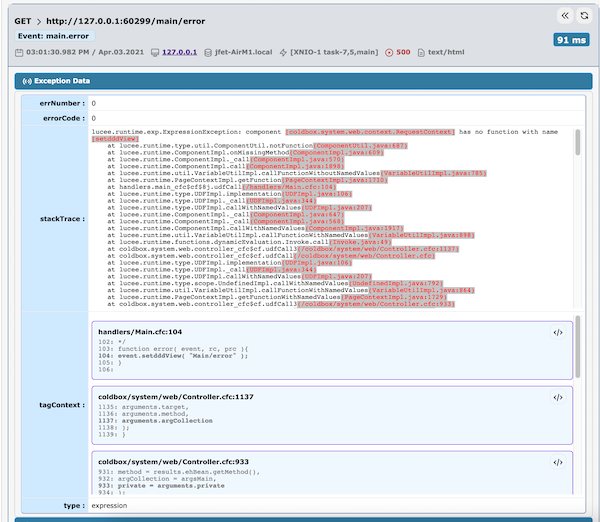 GET > http://127.0.0.1:60299/main/error
Event: main.error
91 ms
03:01:30.982 PM / Apr.03.2021 127.0.0.1 jfet-AirM1.local [XNIO-1 task-7,5,main] 500 text/html
Exception Data
errNumber : 0
errorCode : 0
stackTrace :
lucee.runtime.exp.ExpressionException: component [coldbox.system.web.context.RequestContext] has no function with name
[setdddView]
at lucee.runtime.type.util.ComponentUtil.notFunction(ComponentUtil.java:687)
at lucee.runtime.ComponentImpl.onMissingMethod(ComponentImpl.java:609)
at lucee.runtime.ComponentImpl._call(ComponentImpl.java:570)
at lucee.runtime.ComponentImpl.call(ComponentImpl.java:1898)
at lucee.runtime.util.VariableUtilImpl.callFunctionWithoutNamedValues(VariableUtilImpl.java:785)
at lucee.runtime.PageContextImpl.getFunction(PageContextImpl.java:1710)
at handlers.main_cfc$cf$8j.udfCall(/handlers/Main.cfc:104)
at lucee.runtime.type.UDFImpl.implementation(UDFImpl.java:106)
at lucee.runtime.type.UDFImpl._call(UDFImpl.java:344)
at lucee.runtime.type.UDFImpl.callWithNamedValues(UDFImpl.java:207)
at lucee.runtime.ComponentImpl._call(ComponentImpl.java:647)
at lucee.runtime.ComponentImpl._call(ComponentImpl.java:568)
at lucee.runtime.ComponentImpl.callWithNamedValues(ComponentImpl.java:1917)
at lucee.runtime.util.VariableUtilImpl.callFunctionWithNamedValues(VariableUtilImpl.java:898)
at lucee.runtime.functions.dynamicEvaluation.Invoke.call(Invoke.java:49)
at coldbox.system.web.controller_cfc$cf.udfCall3(/coldbox/system/web/Controller.cfc:1137)
at coldbox.system.web.controller_cfc$cf.udfCall(/coldbox/system/web/Controller.cfc)
at lucee.runtime.type.UDFImpl.implementation(UDFImpl.java:106)
at lucee.runtime.type.UDFImpl._call(UDFImpl.java:344)
at lucee.runtime.type.UDFImpl.callWithNamedValues(UDFImpl.java:207)
at lucee.runtime.type.scope.UndefinedImpl.callWithNamedValues(UndefinedImpl.java:792)
at lucee.runtime.util.VariableUtilImpl.callFunctionWithNamedValues(VariableUtilImpl.java:864)
at lucee.runtime.PageContextImpl.getFunctionWithNamedValues(PageContextImpl.java:1729)
at coldbox.system.web.controller_cfc$cf.udfCall3(/coldbox/system/web/Controller.cfc:933)
tagContext :
handlers/Main.cfc:104 </>
102: */
103: function error( event, rc, prc ){
104: event.setdddView( "Main/error" );
105: }
106:
coldbox/system/web/Controller.cfc:1137 </>
1135: arguments.target,
1136: arguments.method,
1137: arguments.argCollection
1138: );
1139: }
coldbox/system/web/Controller.cfc:933 </>
931: method = results.ehBean.getMethod(),
932: argCollection = argsMain,
933: private = arguments.private
934: );
type : expression